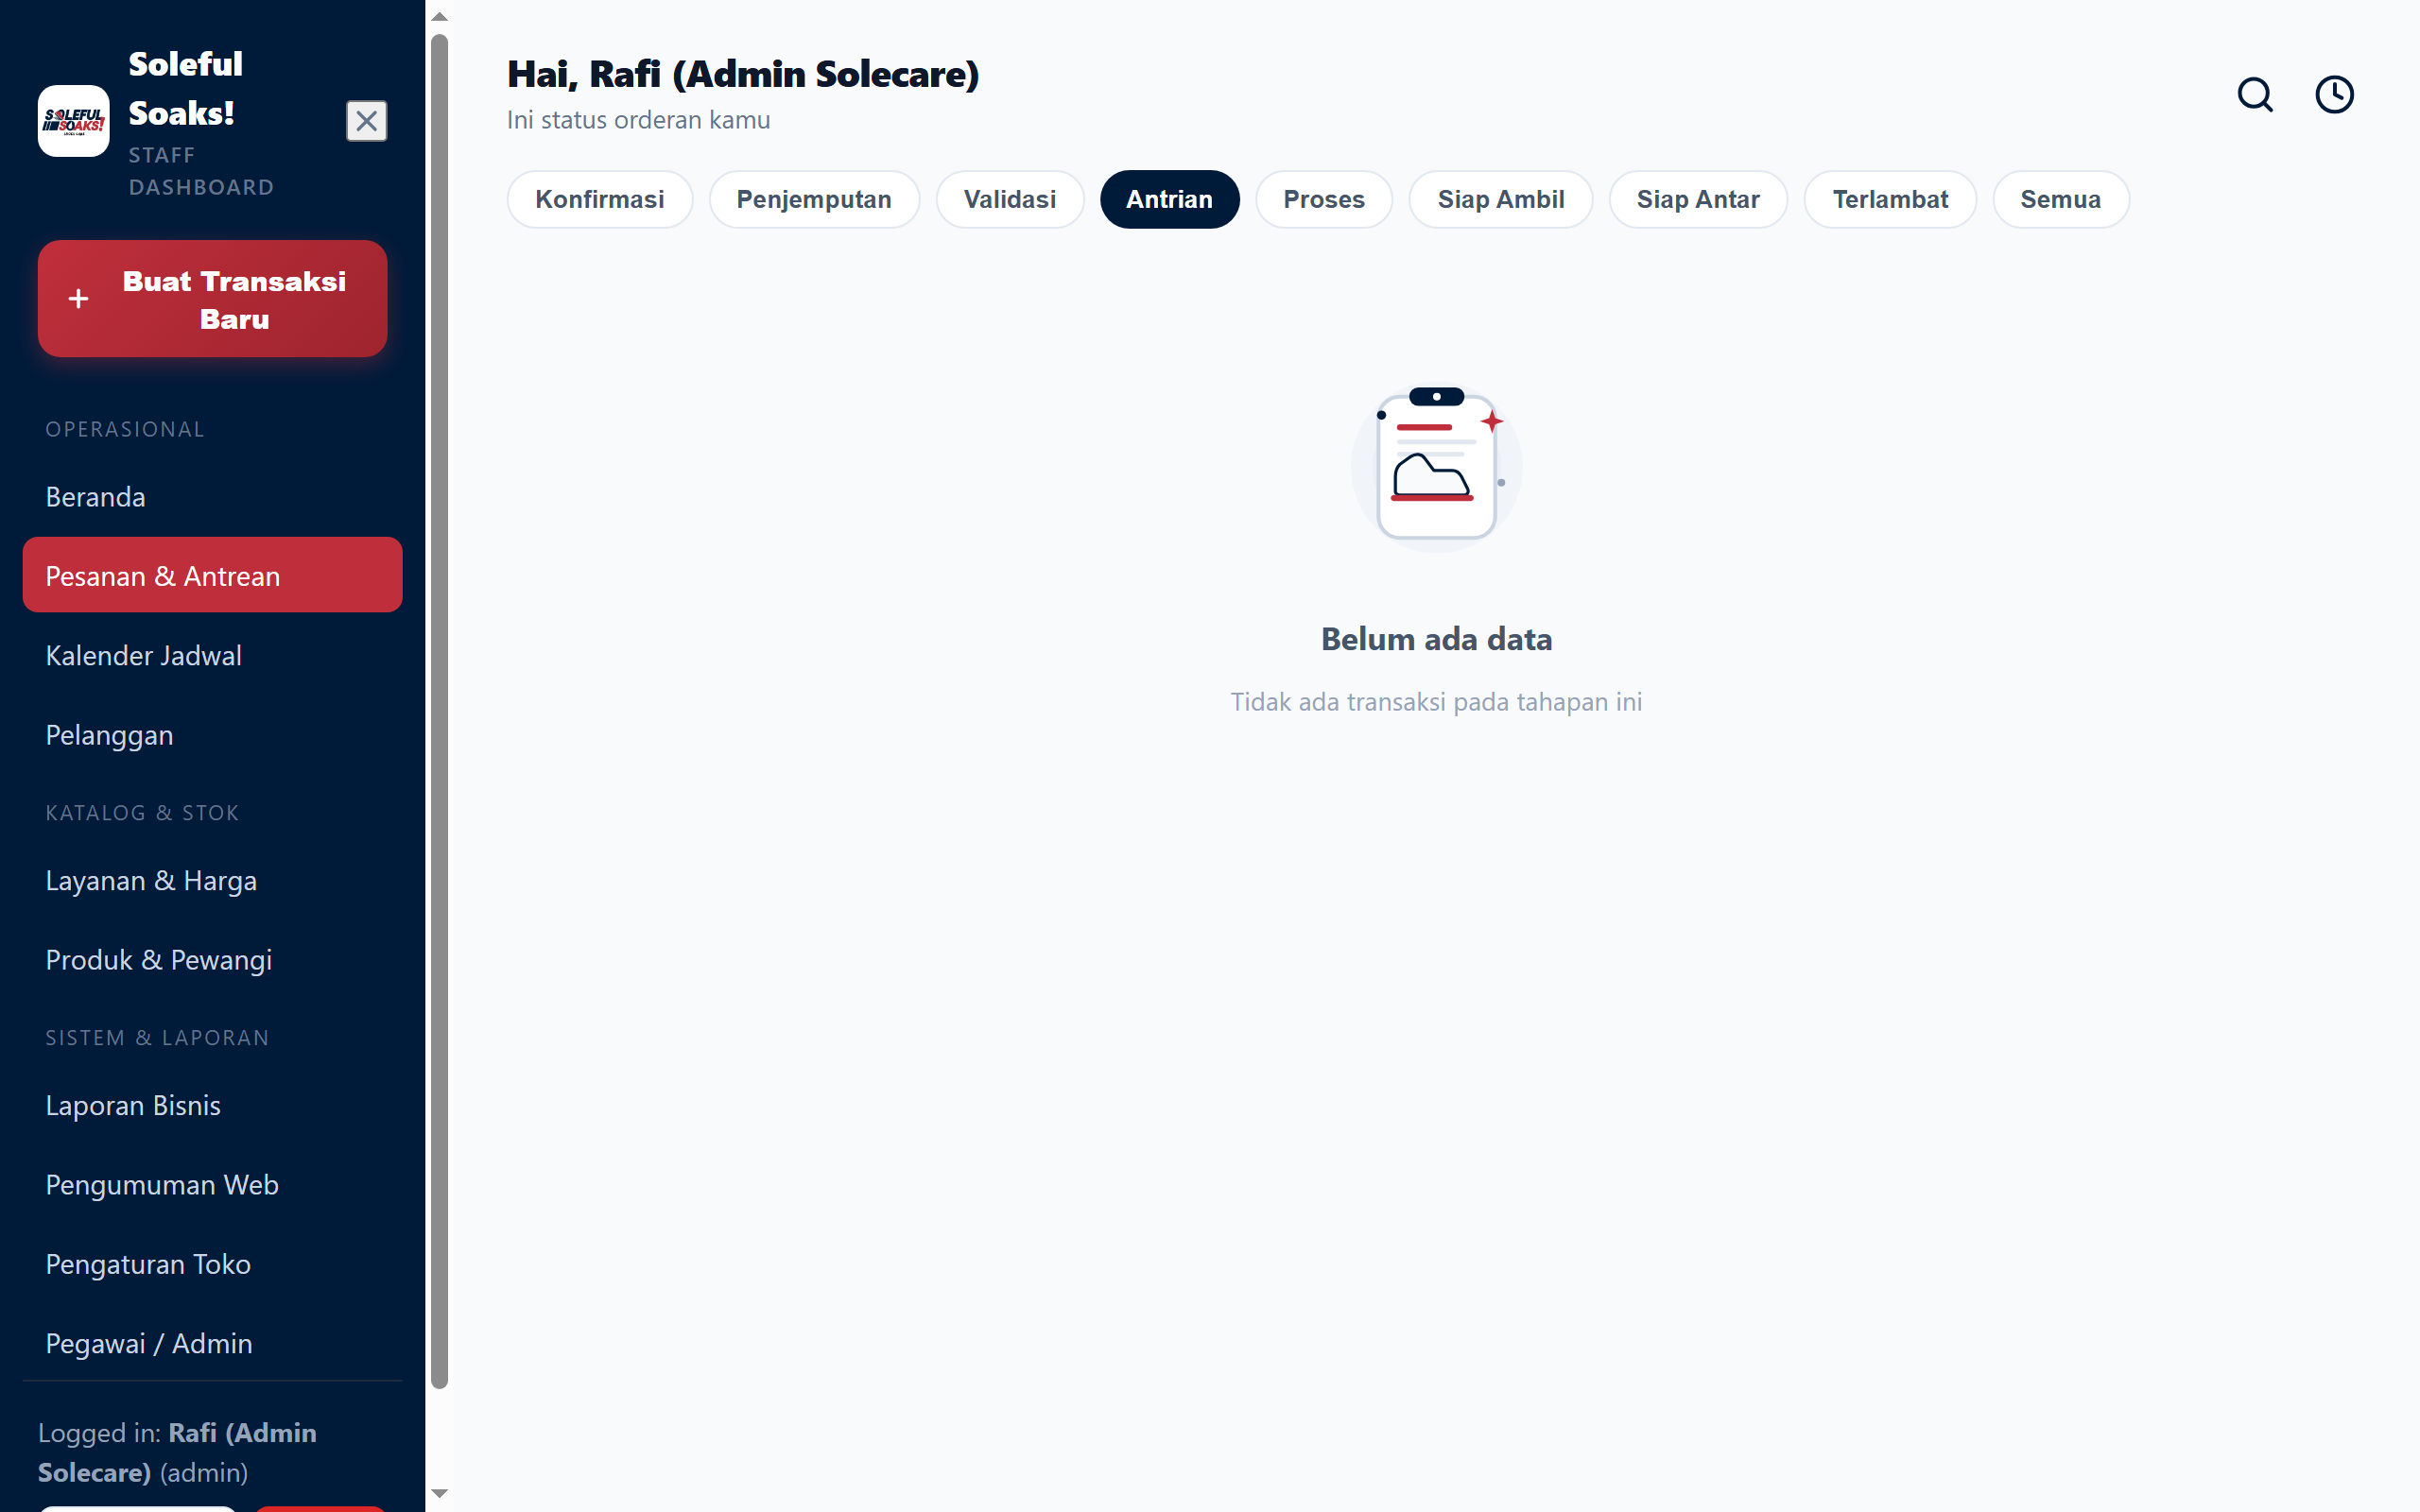 Soleful
Soaks!
STAFF
DASHBOARD
SOLEFUL
SOAKS!
+ Buat Transaksi
Baru
OPERASIONAL
Beranda
Pesanan & Antrean
Kalender Jadwal
Pelanggan
KATALOG & STOK
Layanan & Harga
Produk & Pewangi
SISTEM & LAPORAN
Laporan Bisnis
Pengumuman Web
Pengaturan Toko
Pegawai / Admin
Logged in: Rafi (Admin
Solecare) (admin)
Hai, Rafi (Admin Solecare)
Ini status orderan kamu
Konfirmasi Penjemputan Validasi Antrian Proses Siap Ambil Siap Antar Terlambat Semua
Belum ada data
Tidak ada transaksi pada tahapan ini